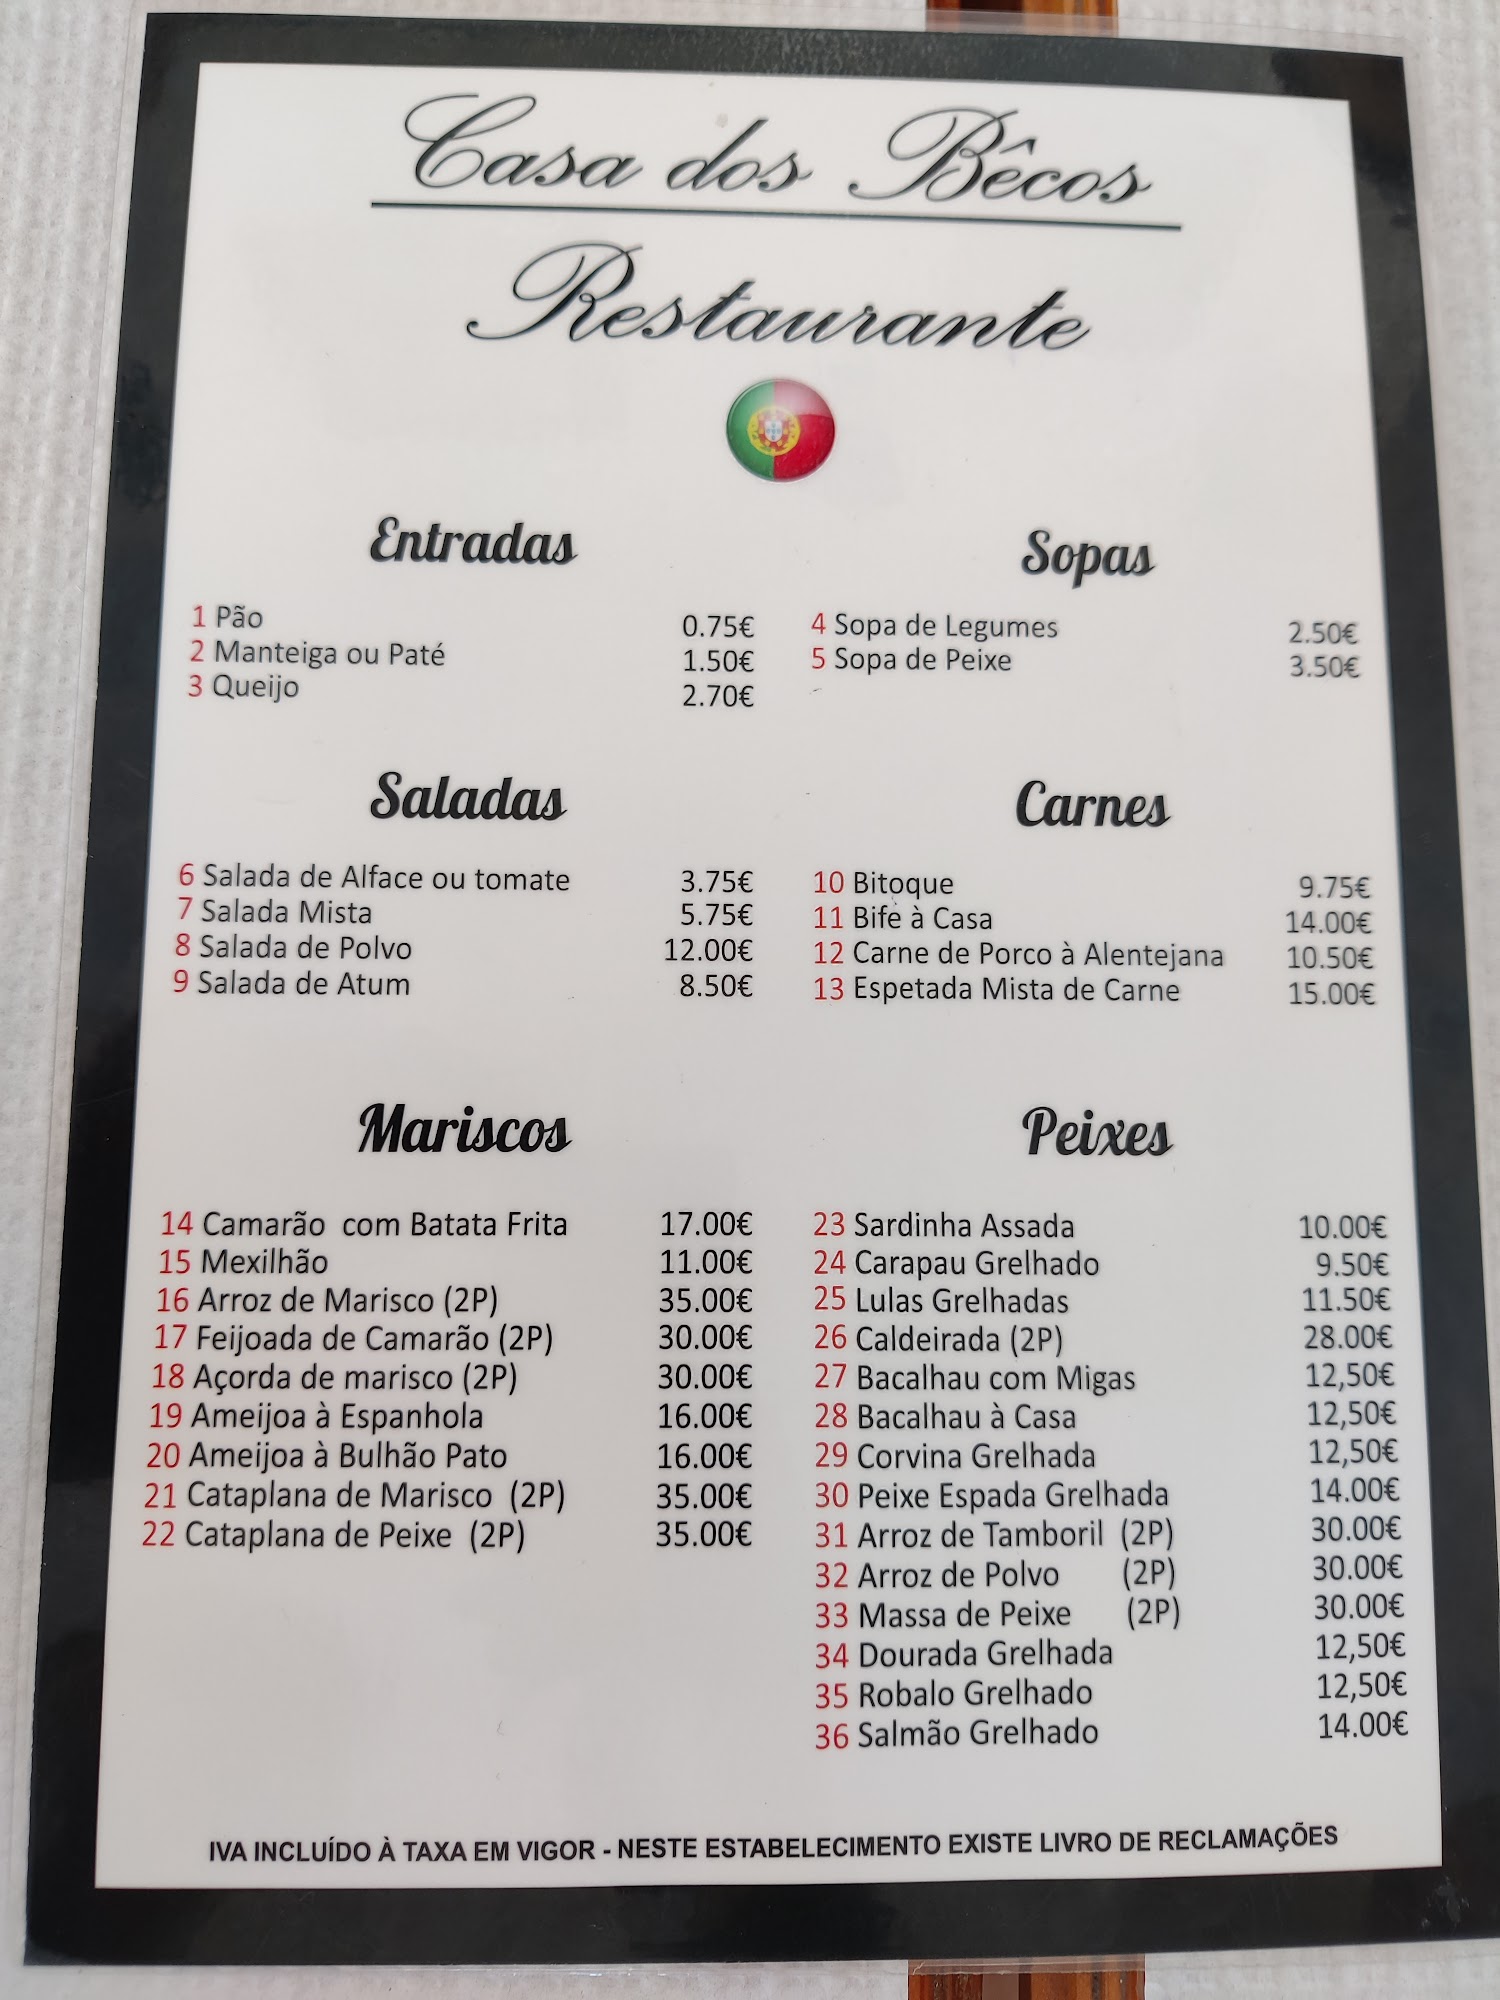 Casa dos Bêcos
Restaurante
Entradas
1 Pão 0.75€
2 Manteiga ou Paté 1.50€
3 Queijo 2.70€
Sopas
4 Sopa de Legumes 2.50€
5 Sopa de Peixe 3.50€
Saladas
6 Salada de Alface ou tomate 3.75€
7 Salada Mista 5.75€
8 Salada de Polvo 12.00€
9 Salada de Atum 8.50€
Carnes
10 Bitoque 9.75€
11 Bife à Casa 14.00€
12 Carne de Porco à Alentejana 10.50€
13 Espetada Mista de Carne 15.00€
Mariscos
14 Camarão com Batata Frita 17.00€
15 Mexilhão 11.00€
16 Arroz de Marisco (2P) 35.00€
17 Feijoada de Camarão (2P) 30.00€
18 Açorda de marisco (2P) 30.00€
19 Ameijoa à Espanhola 16.00€
20 Ameijoa à Bulhão Pato 16.00€
21 Cataplana de Marisco (2P) 35.00€
22 Cataplana de Peixe (2P) 35.00€
Peixes
23 Sardinha Assada 10.00€
24 Carapau Grelhado 9.50€
25 Lulas Grelhadas 11.50€
26 Caldeirada (2P) 28.00€
27 Bacalhau com Migas 12,50€
28 Bacalhau à Casa 12,50€
29 Corvina Grelhada 12,50€
30 Peixe Espada Grelhada 14.00€
31 Arroz de Tamboril (2P) 30.00€
32 Arroz de Polvo (2P) 30.00€
33 Massa de Peixe (2P) 30.00€
34 Dourada Grelhada 12,50€
35 Robalo Grelhado 12,50€
36 Salmão Grelhado 14.00€
IVA INCLUÍDO À TAXA EM VIGOR - NESTE ESTABELECIMENTO EXISTE LIVRO DE RECLAMAÇÕES